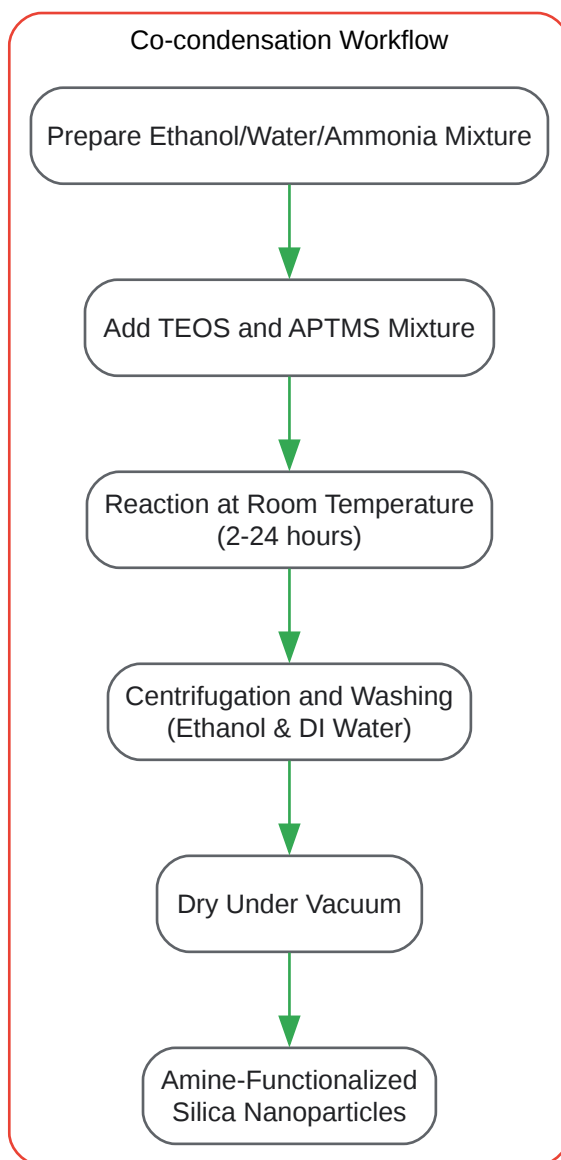 Co-condensation Workflow
Prepare Ethanol/Water/Ammonia Mixture
Add TEOS and APTMS Mixture
Reaction at Room Temperature
(2-24 hours)
Centrifugation and Washing
(Ethanol & DI Water)
Dry Under Vacuum
Amine-Functionalized
Silica Nanoparticles